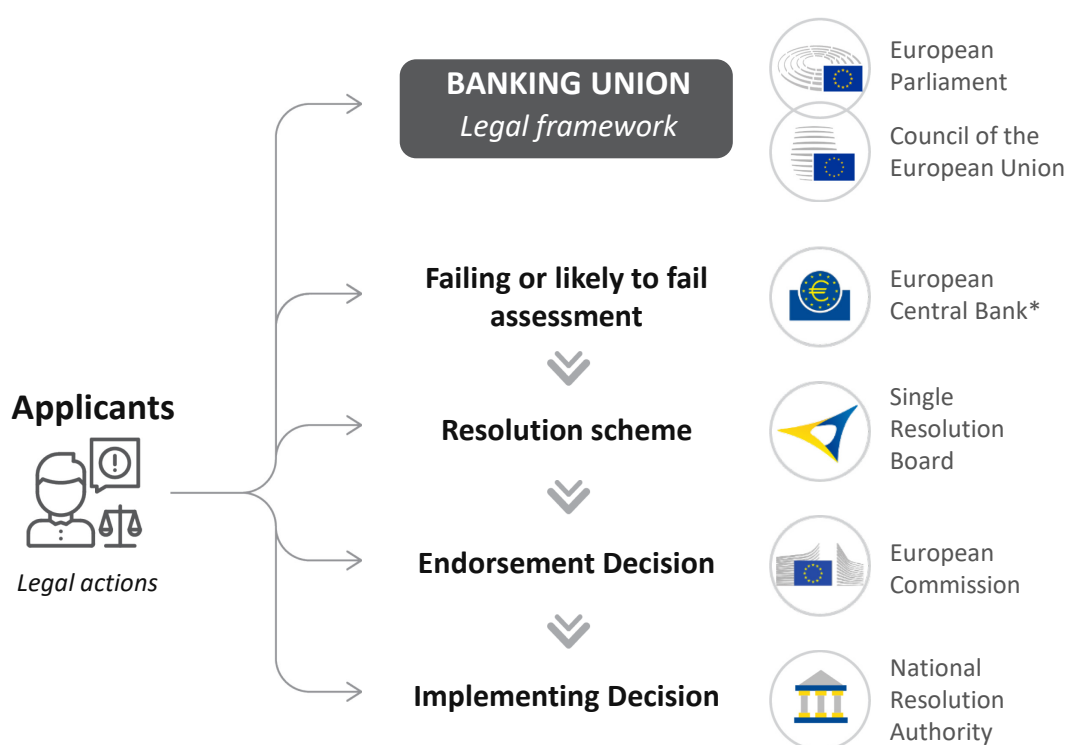 BANKING UNION
Legal framework
European
Parliament
Council of the
European Union
Failing or likely to fail
assessment
European
Central Bank*
Applicants
Legal actions
Resolution scheme
Single
Resolution
Board
Endorsement Decision
European
Commission
Implementing Decision
National
Resolution
Authority